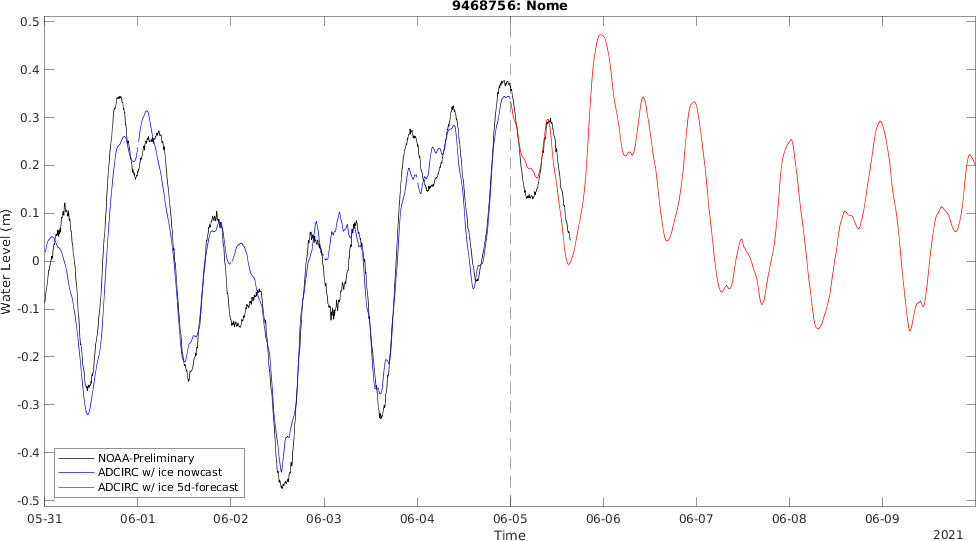 9468756: Nome
0.5
0.4
0.3
0.2
0.1
0
-0.1
-0.2
-0.3
-0.4
-0.5
Water Level (m)
NOAA-Preliminary
ADCIRC w/ ice nowcast
ADCIRC w/ ice 5d-forecast
05-31 06-01 06-02 06-03 06-04 06-05 06-06 06-07 06-08 06-09
Time
2021